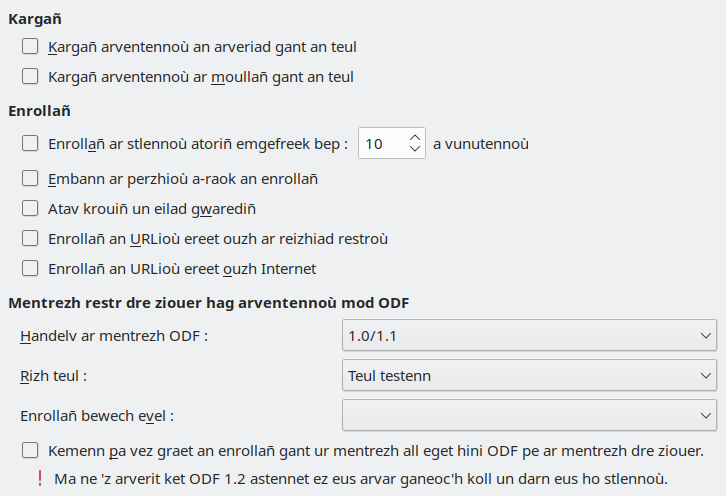 Kargañ
Kargañ arventennoù an arveriad gant an teul
Kargañ arventennoù ar moullañ gant an teul
Enrollañ
Enrollañ ar stlennoù atoriñ emgefreek bep : 10 a vunutennoù
Embann ar perzhioù a-raok an enrollañ
Atav krouiñ un eilad gwarediñ
Enrollañ an URLioù ereet ouzh ar reizhiad restroù
Enrollañ an URLioù ereet ouzh Internet
Mentrezh restr dre ziouer hag arventennoù mod ODF
Handelv ar mentrezh ODF : 1.0/1.1
Rizh teul : Teul testenn
Enrollañ bewech evel :
Kemenn pa vez graet an enrollañ gant ur mentrezh all eget hini ODF pe ar mentrezh dre ziouer.
! Ma ne 'z arverit ket ODF 1.2 astennet ez eus arvar ganeoc'h koll un darn eus ho stlennoù.